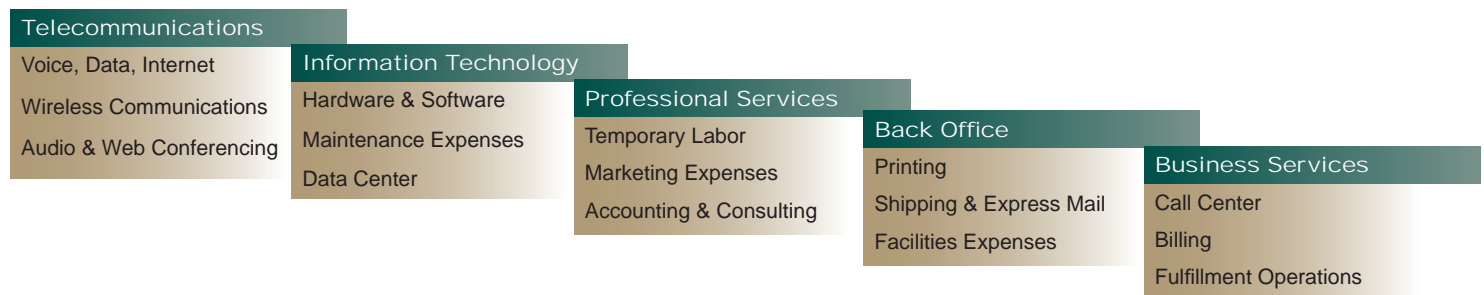 Telecommunications
Voice, Data, Internet
Wireless Communications
Audio & Web Conferencing
Information Technology
Hardware & Software
Maintenance Expenses
Data Center
Professional Services
Temporary Labor
Marketing Expenses
Accounting & Consulting
Back Office
Printing
Shipping & Express Mail
Facilities Expenses
Business Services
Call Center
Billing
Fulfillment Operations